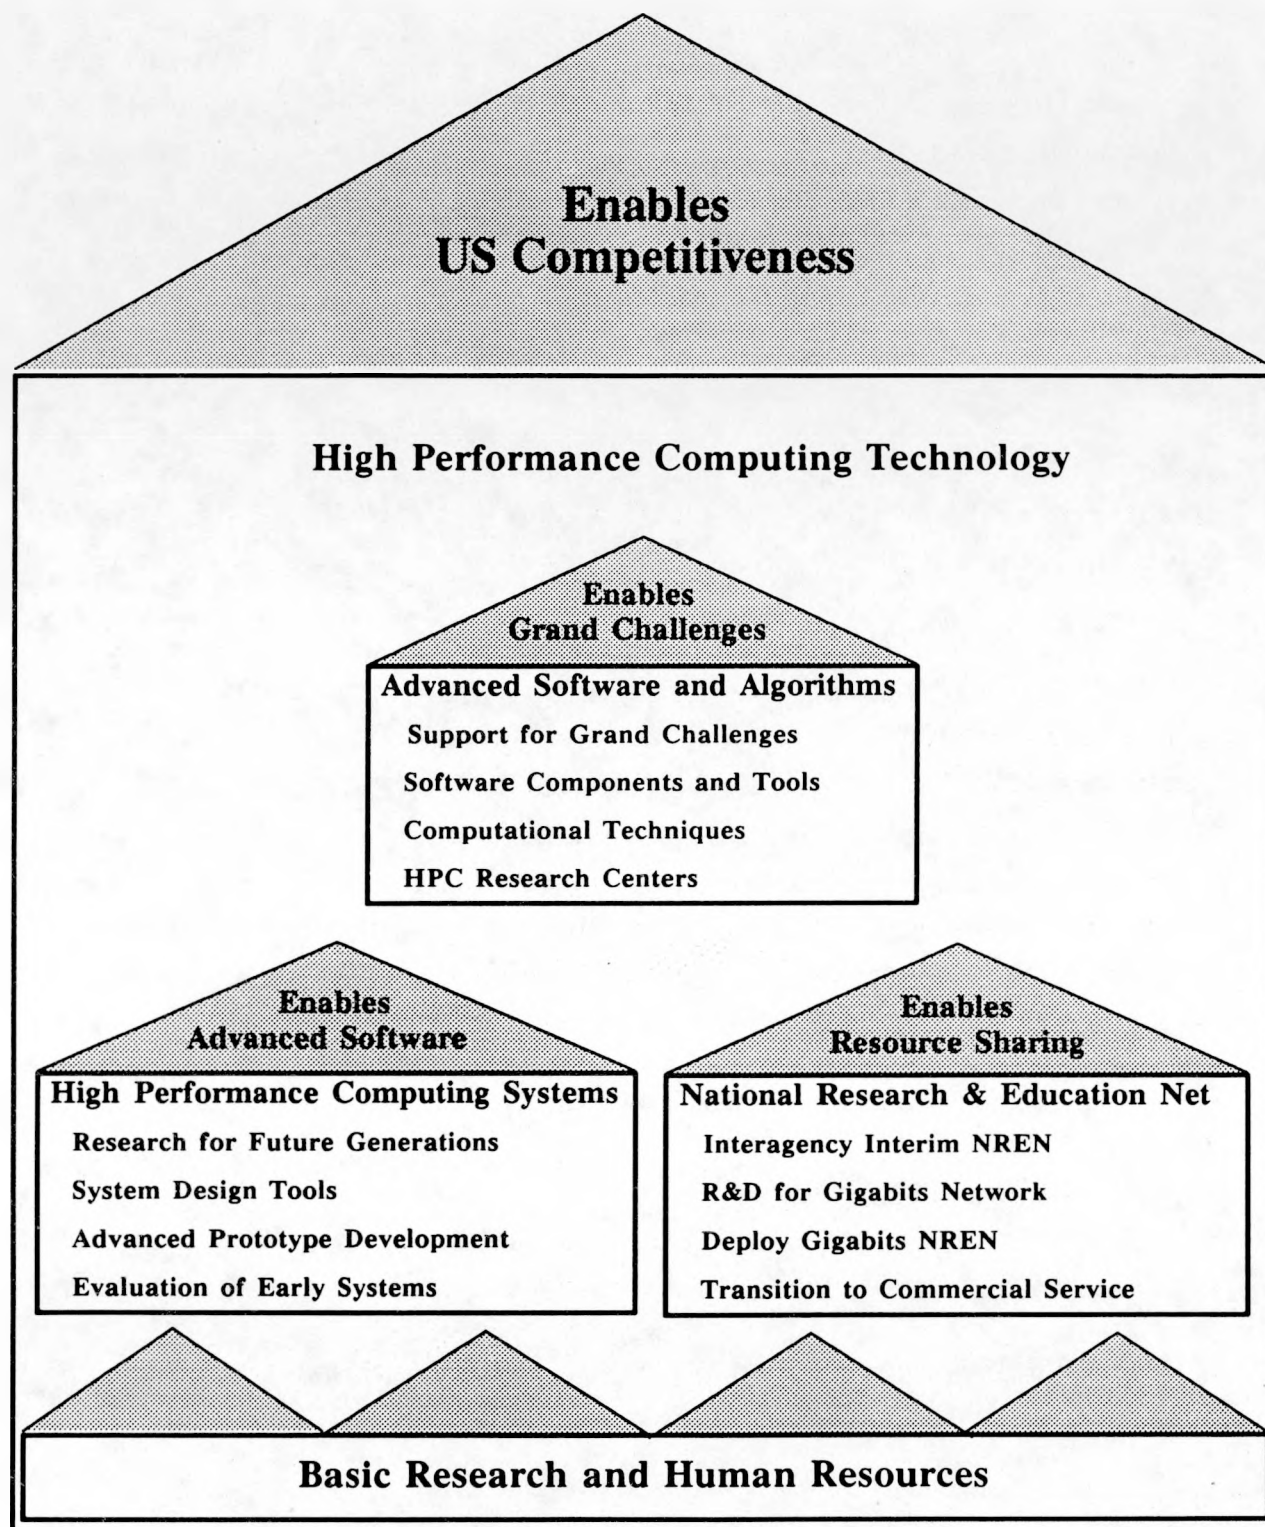 Enables
US Competitiveness
High Performance Computing Technology
Enables
Grand Challenges
Advanced Software and Algorithms
Support for Grand Challenges
Software Components and Tools
Computational Techniques
HPC Research Centers
Enables
Advanced Software
High Performance Computing Systems
Research for Future Generations
System Design Tools
Advanced Prototype Development
Evaluation of Early Systems
Enables
Resource Sharing
National Research & Education Net
Interagency Interim NREN
R&D for Gigabits Network
Deploy Gigabits NREN
Transition to Commercial Service
Basic Research and Human Resources